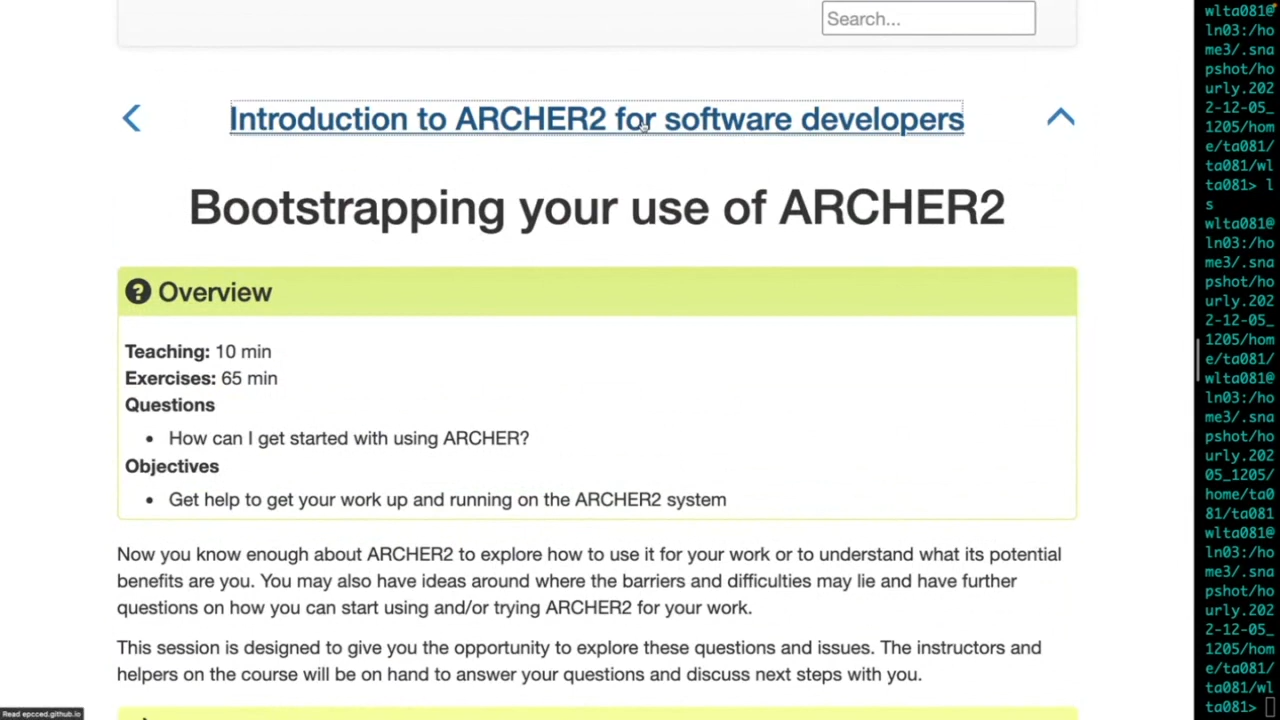 Search...
Introduction to ARCHER2 for software developers
Bootstrapping your use of ARCHER2
Overview
Teaching: 10 min
Exercises: 65 min
Questions
How can I get started with using ARCHER?
Objectives
Get help to get your work up and running on the ARCHER2 system
Now you know enough about ARCHER2 to explore how to use it for your work or to understand what its potential
benefits are you. You may also have ideas around where the barriers and difficulties may lie and have further
questions on how you can start using and/or trying ARCHER2 for your work.
This session is designed to give you the opportunity to explore these questions and issues. The instructors and
helpers on the course will be on hand to answer your questions and discuss next steps with you.
Read epcced.github.io
wlta081@
ln03:/ho
me3/.sna
pshot/ho
urly.202
2-12-05_
1205/hom
e/ta081/
ta081/wl
ta081> l
s
wlta081@
ln03:/ho
me3/.sna
pshot/ho
urly.202
2-12-05_
1205/hom
e/ta081/
wlta081@
ln03:/ho
me3/.sna
pshot/ho
urly.202
05_1205/
home/ta0
81/ta081
wlta081@
ln03:/ho
me3/.sna
pshot/ho
urly.202
2-12-05_
1205/hom
e/ta081/
ta081/wl
ta081>